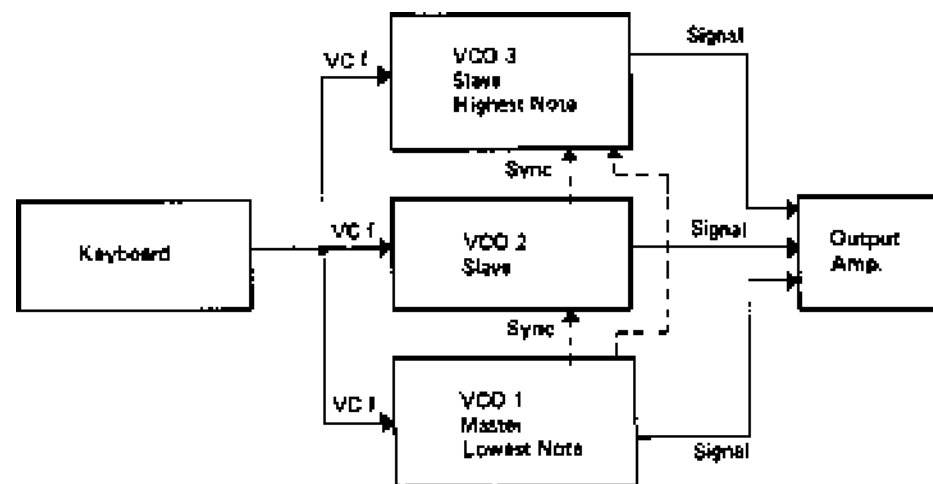 VC f
VCO 3
Slave
Highest Note
Signal
Sync
Keyboard
VC f
VCO 2
Slave
Signal
Output
Amp.
Sync
VC f
VCO 1
Master
Lowest Note
Signal